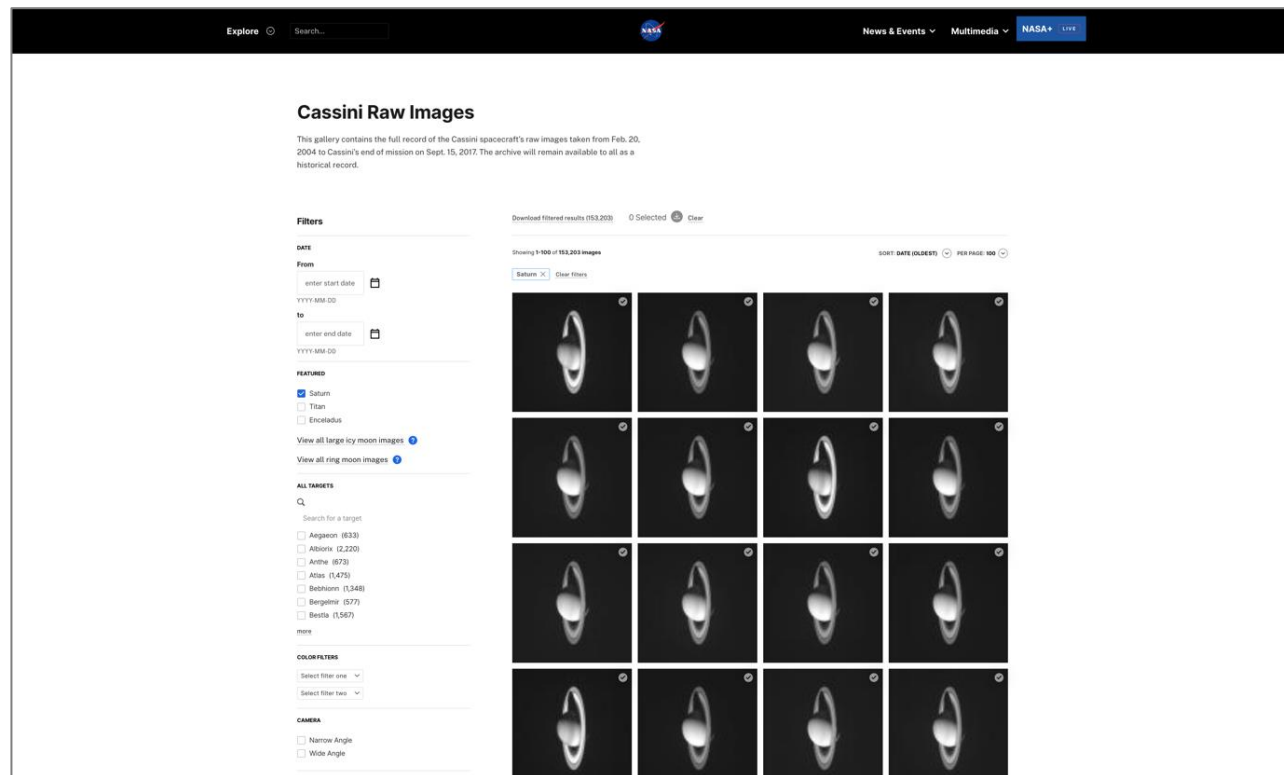 Explore
Search...
NASA
News & Events
Multimedia
NASA+ LIVE
Cassini Raw Images
This gallery contains the full record of the Cassini spacecraft's raw images taken from Feb. 20,
2004 to Cassini's end of mission on Sept. 15, 2017. The archive will remain available to all as a
historical record.
Filters
DATE
From
enter start date
YYYY-MM-DD
to
enter end date
YYYY-MM-DD
FEATURED
Saturn
Titan
Enceladus
View all large icy moon images ?
View all ring moon images ?
ALL TARGETS
Search for a target
Aegaeon (633)
Albiorix (2,220)
Anthe (673)
Atlas (1,475)
Bebhionn (1,348)
Bergelmir (577)
Bestla (1,567)
more
COLOR FILTERS
Select filter one
Select filter two
CAMERA
Narrow Angle
Wide Angle
Download filtered results (153,203) 0 Selected Clear
Showing 1-100 of 153,203 images
SORT: DATE (OLDEST) PER PAGE: 100
Saturn X Clear filters